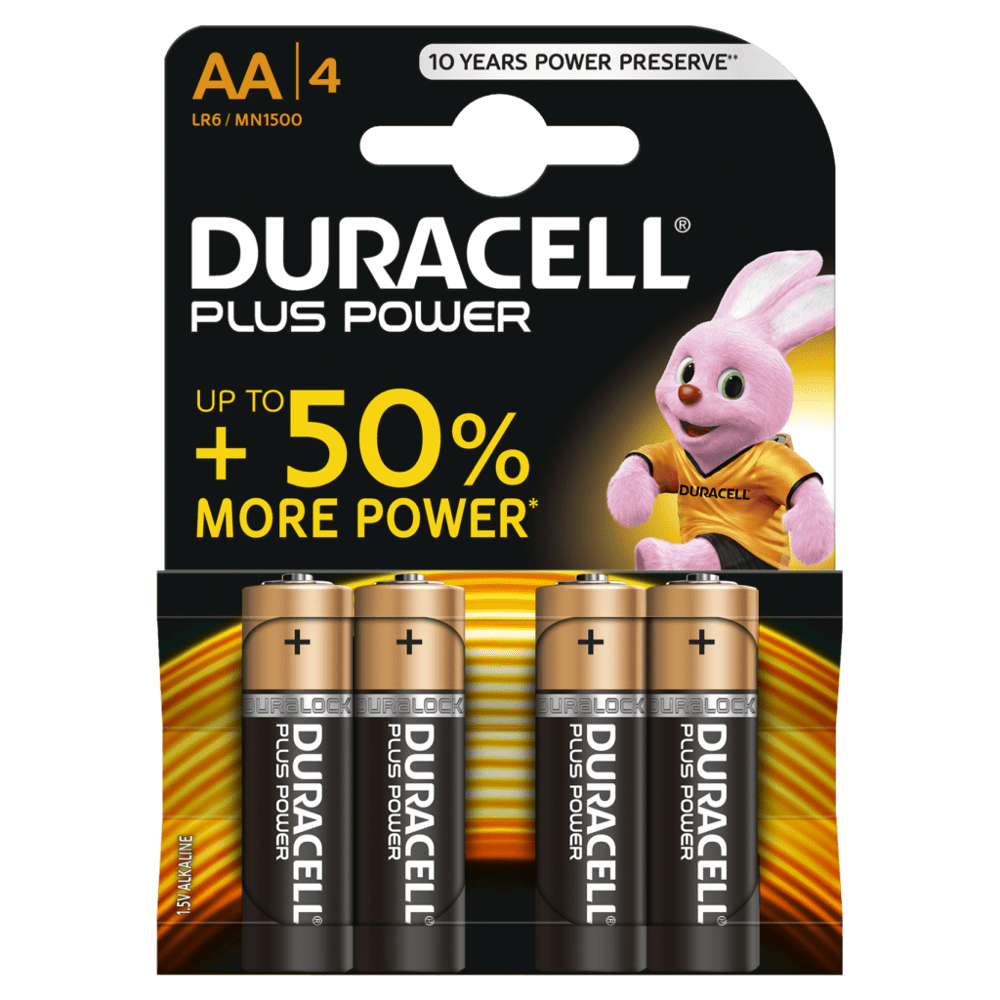 AA|4
10 YEARS POWER PRESERVE**
LR6 / MN1500
DURACELL®
PLUS POWER
UP TO
+ 50%
MORE POWER*
DURACELL
+
+
+
+
DURALOCK
DURALOCK
DURALOCK
DURALOCK
DURACELL®
PLUS POWER
DURACELL®
PLUS POWER
DURACELL®
PLUS POWER
DURACELL®
PLUS POWER
1.5V ALKALINE